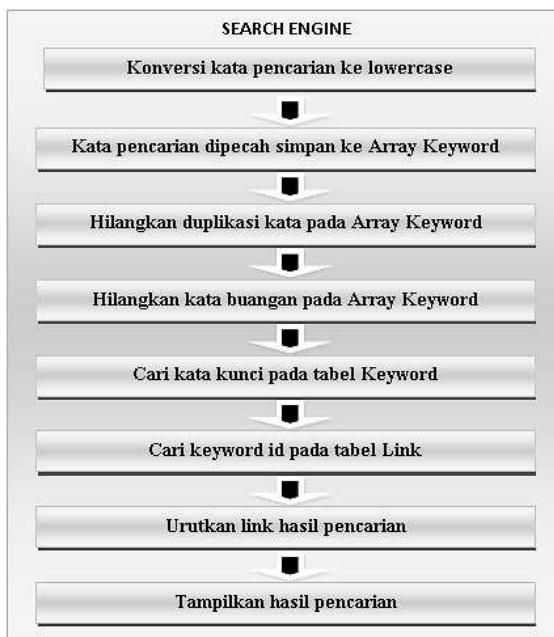 SEARCH ENGINE
Konversi kata pencarian ke lowercase
Kata pencarian dipecah simpan ke Array Keyword
Hilangkan duplikasi kata pada Array Keyword
Hilangkan kata buangan pada Array Keyword
Cari kata kunci pada tabel Keyword
Cari keyword id pada tabel Link
Urutkan link hasil pencarian
Tampilkan hasil pencarian